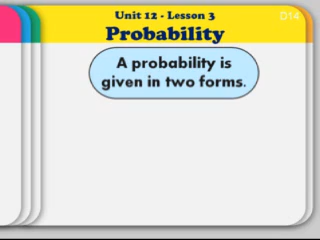 Unit 12 - Lesson 3
D14
Probability
A probability is
given in two forms.